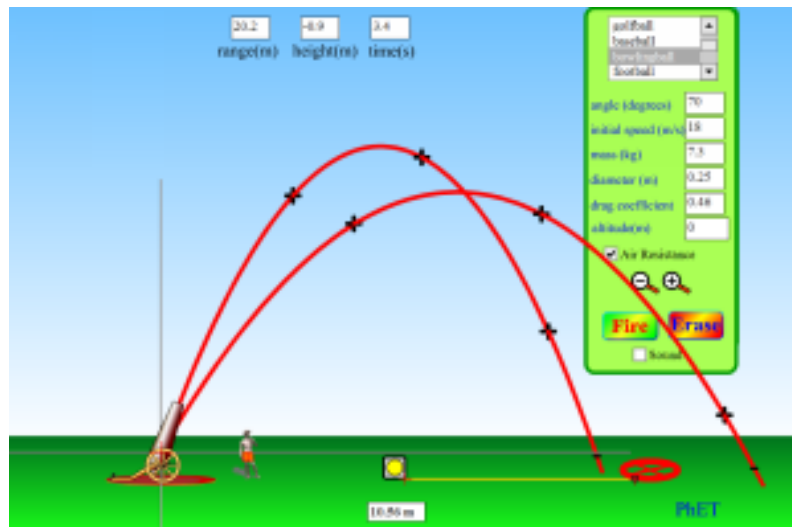 20.2 -0.9 3.4
range(m) height(m) time(s)
golfball
baseball
bowlingball
football
angle (degrees) 70
initial speed (m/s) 18
mass (kg) 7.3
diameter (m) 0.25
drag coefficient 0.46
altitude(m) 0
Air Resistance
Fire Erase
Sound
10.56 m
PhET